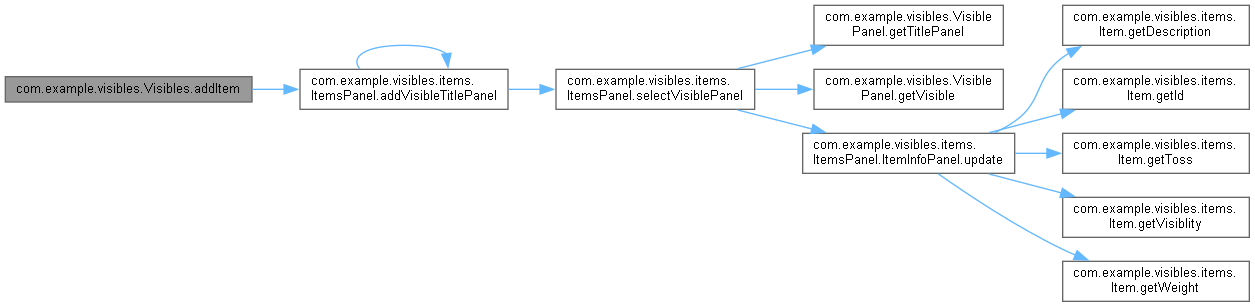 com.example.visibles.Visibles.addItem
com.example.visibles.items.
ItemsPanel.addVisibleTitlePanel
com.example.visibles.items.
ItemsPanel.selectVisiblePanel
com.example.visibles.Visible
Panel.getTitlePanel
com.example.visibles.Visible
Panel.getVisible
com.example.visibles.items.
ItemsPanel.ItemInfoPanel.update
com.example.visibles.items.
Item.getDescription
com.example.visibles.items.
Item.getId
com.example.visibles.items.
Item.getToss
com.example.visibles.items.
Item.getVisiblity
com.example.visibles.items.
Item.getWeight